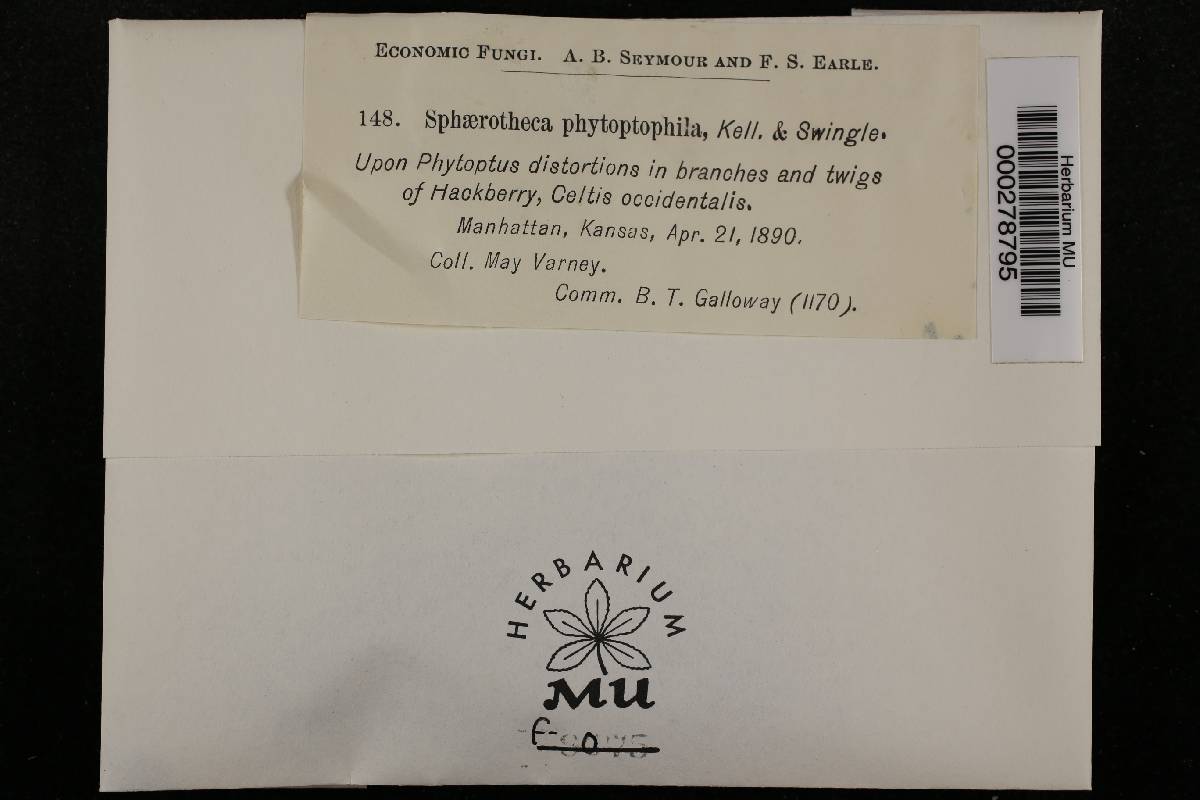 ECONOMIC FUNGI. A. B. SEYMOUR AND F. S. EARLE.
148. Sphærotheca phytoptophila, Kell. & Swingle.
Upon Phytoptus distortions in branches and twigs
of Hackberry, Celtis occidentalis.
Manhattan, Kansas, Apr. 21, 1890.
Coll. May Varney.
Comm. B. T. Galloway (1170).
Herbarium MU
000278795
HERBARIUM
MU
F-